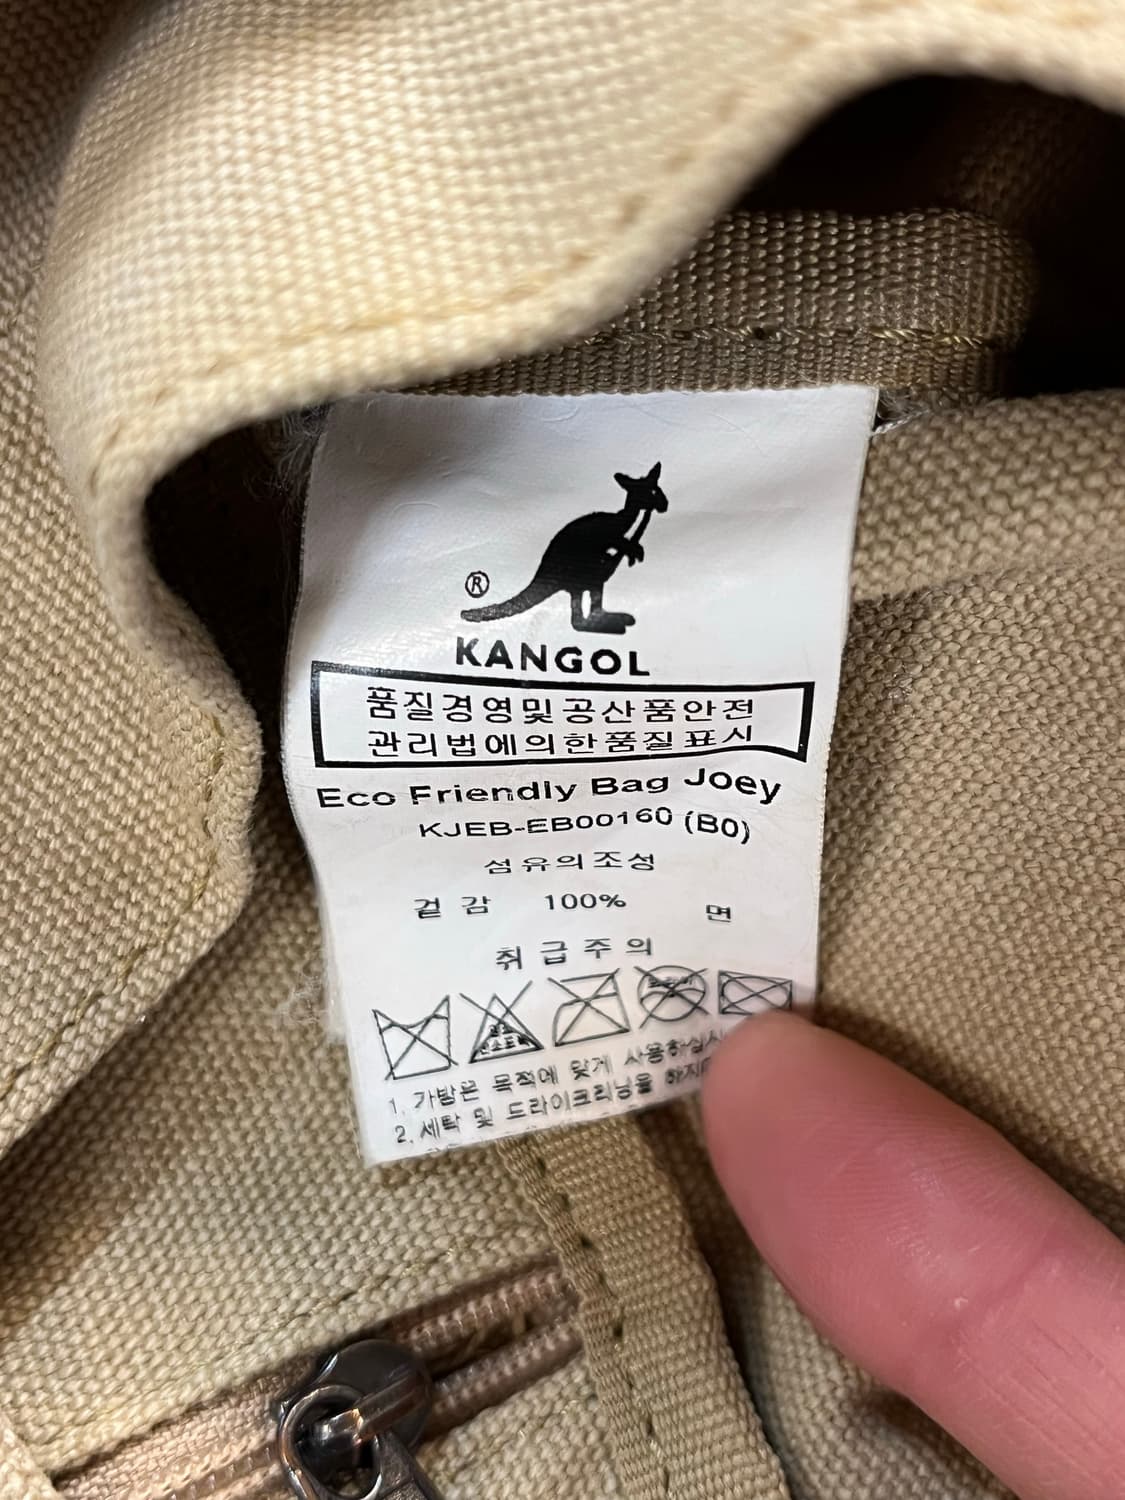 ®
KANGOL
품질경영및공산품안전
관리법에의한품질표시
Eco Friendly Bag Joey
KJEB-EB00160 (B0)
섬유의조성
겉감 100% 면
취급주의
1. 가방은 목적에 맞게 사용하십시
2. 세탁 및 드라이크리닝을 하지